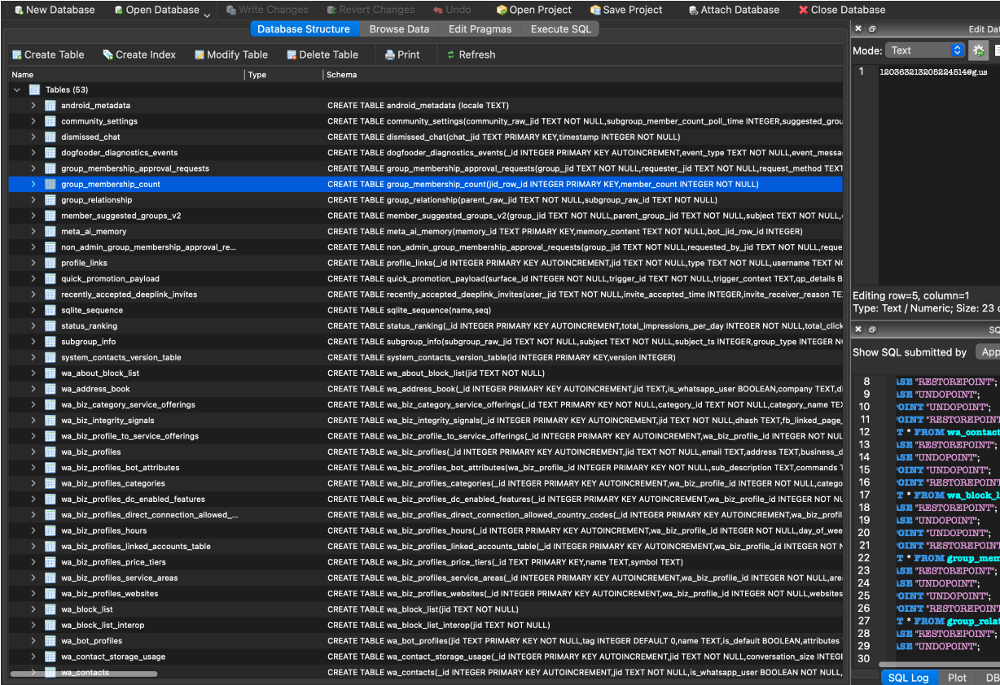 New Database Open Database Write Changes Revert Changes Undo Open Project Save Project Attach Database Close Database
Database Structure Browse Data Edit Pragmas Execute SQL
Create Table Create Index Modify Table Delete Table Print Refresh
Name Type Schema
Tables (53)
android_metadata CREATE TABLE android_metadata (locale TEXT)
community_settings CREATE TABLE community_settings(community_raw_jid TEXT NOT NULL,subgroup_member_count_poll_time INTEGER,suggested_grou
dismissed_chat CREATE TABLE dismissed_chat(chat_jid TEXT PRIMARY KEY,timestamp INTEGER NOT NULL)
dogfooder_diagnostics_events CREATE TABLE dogfooder_diagnostics_events(_id INTEGER PRIMARY KEY AUTOINCREMENT,event_type TEXT NOT NULL,event_messa
group_membership_approval_requests CREATE TABLE group_membership_approval_requests(group_jid TEXT NOT NULL,requester_jid TEXT NOT NULL,request_method TEXT
group_membership_count CREATE TABLE group_membership_count(jid_row_id INTEGER PRIMARY KEY,member_count INTEGER NOT NULL)
group_relationship CREATE TABLE group_relationship(parent_raw_jid TEXT NOT NULL,subgroup_raw_id TEXT NOT NULL)
member_suggested_groups_v2 CREATE TABLE member_suggested_groups_v2(group_jid TEXT NOT NULL,parent_group_jid TEXT NOT NULL,subject TEXT NOT NULL,
meta_ai_memory CREATE TABLE meta_ai_memory(memory_id TEXT PRIMARY KEY,memory_content TEXT NOT NULL,bot_jid_row_id INTEGER)
non_admin_group_membership_approval_re... CREATE TABLE non_admin_group_membership_approval_requests(group_jid TEXT NOT NULL,requested_by_jid TEXT NOT NULL,reque
profile_links CREATE TABLE profile_links(_id INTEGER PRIMARY KEY AUTOINCREMENT,jid TEXT NOT NULL,type TEXT NOT NULL,username TEXT NO
quick_promotion_payload CREATE TABLE quick_promotion_payload(surface_id INTEGER NOT NULL,trigger_id TEXT NOT NULL,trigger_context TEXT,qp_details B
recently_accepted_deeplink_invites CREATE TABLE recently_accepted_deeplink_invites(user_jid TEXT NOT NULL,invite_accepted_time INTEGER,invite_receiver_reason TE
sqlite_sequence CREATE TABLE sqlite_sequence(name,seq)
status_ranking CREATE TABLE status_ranking(_id INTEGER PRIMARY KEY AUTOINCREMENT,total_impressions_per_day INTEGER NOT NULL,total_click
subgroup_info CREATE TABLE subgroup_info(subgroup_raw_jid TEXT NOT NULL,subject TEXT NOT NULL,subject_ts INTEGER,group_type INTEGER N
system_contacts_version_table CREATE TABLE system_contacts_version_table(id INTEGER PRIMARY KEY,version INTEGER)
wa_about_block_list CREATE TABLE wa_about_block_list(jid TEXT NOT NULL)
wa_address_book CREATE TABLE wa_address_book(_id INTEGER PRIMARY KEY AUTOINCREMENT,jid TEXT,is_whatsapp_user BOOLEAN,company TEXT,di
wa_biz_category_service_offerings CREATE TABLE wa_biz_category_service_offerings(_id TEXT PRIMARY KEY NOT NULL,category_id TEXT NOT NULL,category_name TEX
wa_biz_integrity_signals CREATE TABLE wa_biz_integrity_signals(_id INTEGER PRIMARY KEY AUTOINCREMENT,jid TEXT NOT NULL,dhash TEXT,fb_linked_page_
wa_biz_profile_to_service_offerings CREATE TABLE wa_biz_profile_to_service_offerings(_id INTEGER PRIMARY KEY AUTOINCREMENT,wa_biz_profile_id INTEGER NOT NUL
wa_biz_profiles CREATE TABLE wa_biz_profiles(_id INTEGER PRIMARY KEY AUTOINCREMENT,jid TEXT NOT NULL,email TEXT,address TEXT,business_d
wa_biz_profiles_bot_attributes CREATE TABLE wa_biz_profiles_bot_attributes(wa_biz_profile_id INTEGER PRIMARY KEY NOT NULL,sub_description TEXT,commands T
wa_biz_profiles_categories CREATE TABLE wa_biz_profiles_categories(_id INTEGER PRIMARY KEY AUTOINCREMENT,wa_biz_profile_id INTEGER NOT NULL,catego
wa_biz_profiles_dc_enabled_features CREATE TABLE wa_biz_profiles_dc_enabled_features(_id INTEGER PRIMARY KEY AUTOINCREMENT,wa_biz_profile_id INTEGER NOT NU
wa_biz_profiles_direct_connection_allowed_... CREATE TABLE wa_biz_profiles_direct_connection_allowed_country_codes(_id INTEGER PRIMARY KEY AUTOINCREMENT,wa_biz_profil
wa_biz_profiles_hours CREATE TABLE wa_biz_profiles_hours(_id INTEGER PRIMARY KEY AUTOINCREMENT,wa_biz_profile_id INTEGER NOT NULL,day_of_wee
wa_biz_profiles_linked_accounts_table CREATE TABLE wa_biz_profiles_linked_accounts_table(_id INTEGER PRIMARY KEY AUTOINCREMENT,wa_biz_profile_id INTEGER NOT N
wa_biz_profiles_price_tiers CREATE TABLE wa_biz_profiles_price_tiers(_id TEXT PRIMARY KEY,name TEXT,symbol TEXT)
wa_biz_profiles_service_areas CREATE TABLE wa_biz_profiles_service_areas(_id INTEGER PRIMARY KEY AUTOINCREMENT,wa_biz_profile_id INTEGER NOT NULL,area
wa_biz_profiles_websites CREATE TABLE wa_biz_profiles_websites(_id INTEGER PRIMARY KEY AUTOINCREMENT,wa_biz_profile_id INTEGER NOT NULL,websites
wa_block_list CREATE TABLE wa_block_list(jid TEXT NOT NULL)
wa_block_list_interop CREATE TABLE wa_block_list_interop(jid TEXT NOT NULL)
wa_bot_profiles CREATE TABLE wa_bot_profiles(jid TEXT PRIMARY KEY NOT NULL,tag INTEGER DEFAULT 0,name TEXT,is_default BOOLEAN,attributes
wa_contact_storage_usage CREATE TABLE wa_contact_storage_usage(_id INTEGER PRIMARY KEY AUTOINCREMENT,jid TEXT NOT NULL,conversation_size INTEGE
wa_contacts CREATE TABLE wa_contacts(_id INTEGER PRIMARY KEY AUTOINCREMENT,jid TEXT NOT NULL,is_whatsapp_user BOOLEAN NOT NULL,
Edit Dat
Mode: Text
1 120363213205224514@g.us
Editing row=5, column=1
Type: Text / Numeric; Size: 23 c
SQ
Show SQL submitted by App
8 ASE "RESTOREPOINT";
9 ASE "UNDOPOINT";
10 POINT "UNDOPOINT";
11 POINT "RESTOREPOINT
12 T * FROM wa_contact
13 ASE "RESTOREPOINT";
14 ASE "UNDOPOINT";
15 POINT "UNDOPOINT";
16 POINT "RESTOREPOINT
17 T * FROM wa_block_l
18 ASE "RESTOREPOINT";
19 ASE "UNDOPOINT";
20 POINT "UNDOPOINT";
21 POINT "RESTOREPOINT
22 T * FROM group_mem
23 ASE "RESTOREPOINT";
24 ASE "UNDOPOINT";
25 POINT "UNDOPOINT";
26 POINT "RESTOREPOINT
27 T * FROM group_relat
28 ASE "RESTOREPOINT";
29 ASE "UNDOPOINT";
30
SQL Log Plot DB